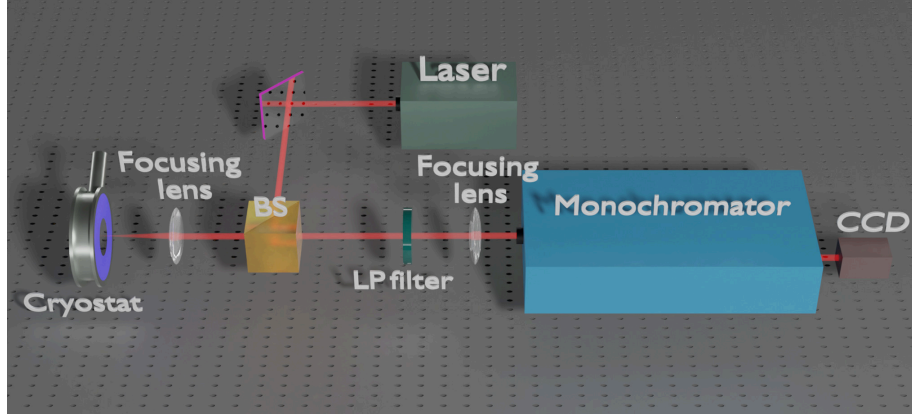 Laser
Focusing
lens
Focusing
lens
BS
Monochromator
CCD
LP filter
Cryostat